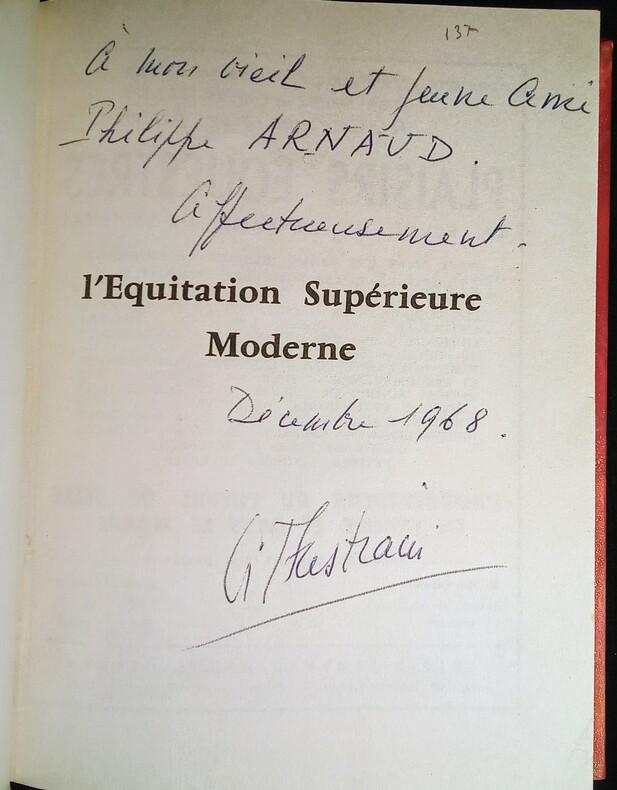 137
à mon vieil et jeune Ami
Philippe ARNAUD.
Affectueusement.
l'Equitation Supérieure
Moderne
Décembre 1968.